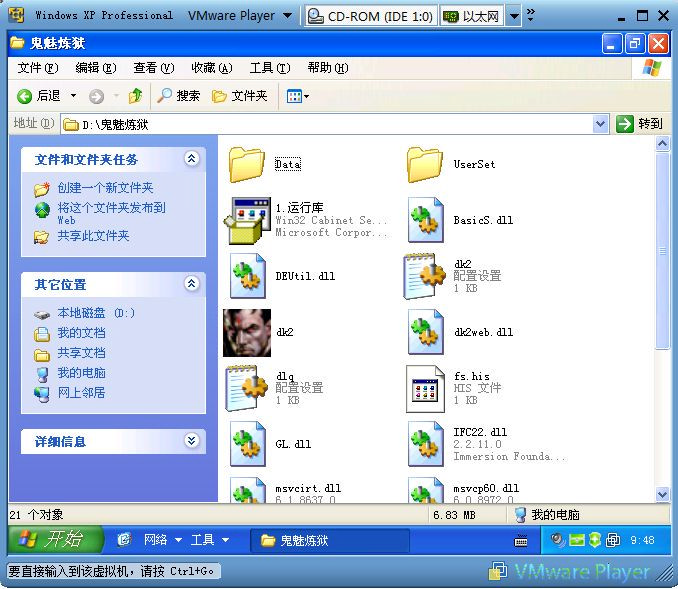 Windows XP Professional VMware Player CD-ROM (IDE 1:0) 以太网
鬼魅炼狱
文件(F) 编辑(E) 查看(V) 收藏(A) 工具(T) 帮助(H)
后退 搜索 文件夹
地址(D) D:\鬼魅炼狱 转到
文件和文件夹任务
创建一个新文件夹
将这个文件夹发布到
Web
共享此文件夹
其它位置
本地磁盘 (D:)
我的文档
共享文档
我的电脑
网上邻居
详细信息
Data
UserSet
1.运行库
Win32 Cabinet Se...
Microsoft Corpor...
BasicS.dll
DEUtil.dll
dk2
配置设置
1 KB
dk2
dk2web.dll
dlq
配置设置
1 KB
fs.his
HIS 文件
1 KB
GL.dll
IFC22.dll
2.2.11.0
Immersion Founda...
msvcirt.dll
6.1.8637.0
msvcp60.dll
6.0.8972.0
21 个对象 6.83 MB 我的电脑
开始 网络 工具 鬼魅炼狱 9:48
要直接输入到该虚拟机，请按 Ctrl+G。 VMware Player